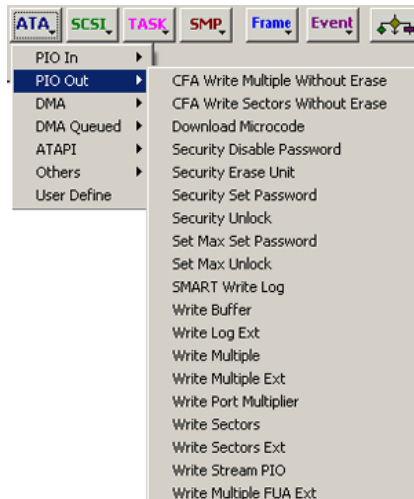 ATA SCSI TASK SMP Frame Event
PIO In
PIO Out
DMA
DMA Queued
ATAPI
Others
User Define
CFA Write Multiple Without Erase
CFA Write Sectors Without Erase
Download Microcode
Security Disable Password
Security Erase Unit
Security Set Password
Security Unlock
Set Max Set Password
Set Max Unlock
SMART Write Log
Write Buffer
Write Log Ext
Write Multiple
Write Multiple Ext
Write Port Multiplier
Write Sectors
Write Sectors Ext
Write Stream PIO
Write Multiple FUA Ext